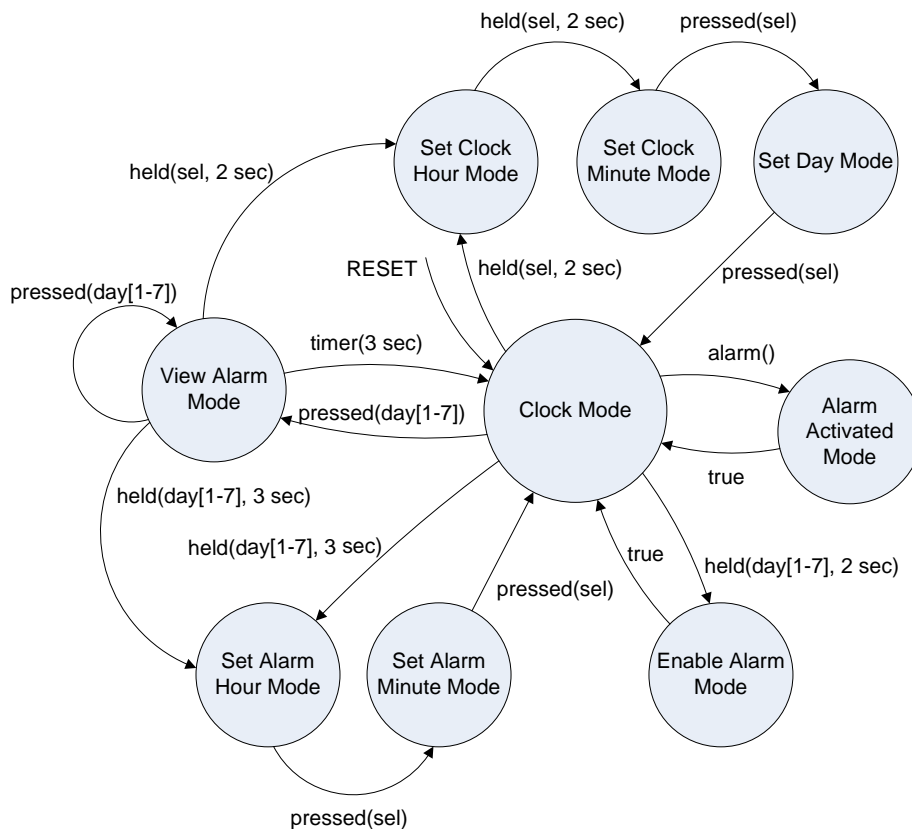 held(sel, 2 sec)
pressed(sel)
Set Clock
Hour Mode
Set Clock
Minute Mode
Set Day Mode
held(sel, 2 sec)
RESET
held(sel, 2 sec)
pressed(sel)
pressed(day[1-7])
timer(3 sec)
alarm()
View Alarm
Mode
Clock Mode
pressed(day[1-7])
Alarm
Activated
Mode
true
held(day[1-7], 3 sec)
held(day[1-7], 3 sec)
true
held(day[1-7], 2 sec)
pressed(sel)
Set Alarm
Hour Mode
Set Alarm
Minute Mode
Enable Alarm
Mode
pressed(sel)